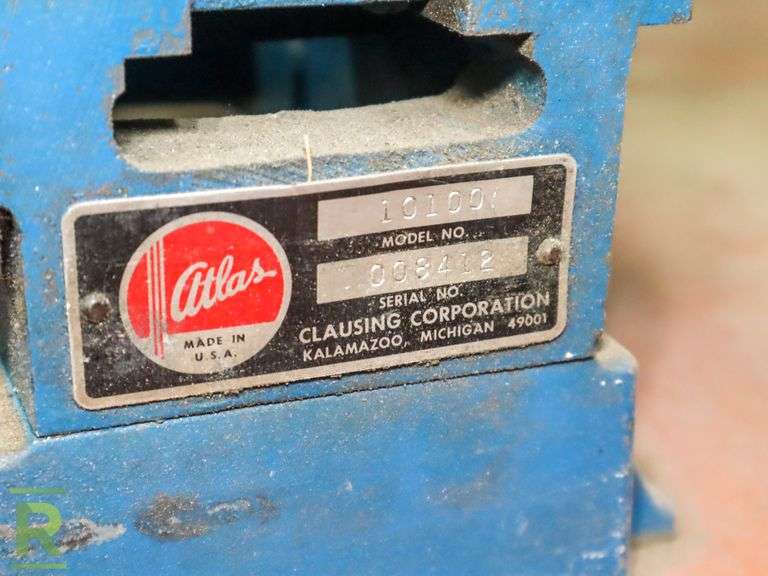 10100
MODEL NO.
008412
SERIAL NO.
Atlas
MADE IN
U.S.A.
CLAUSING CORPORATION
KALAMAZOO, MICHIGAN 49001
R